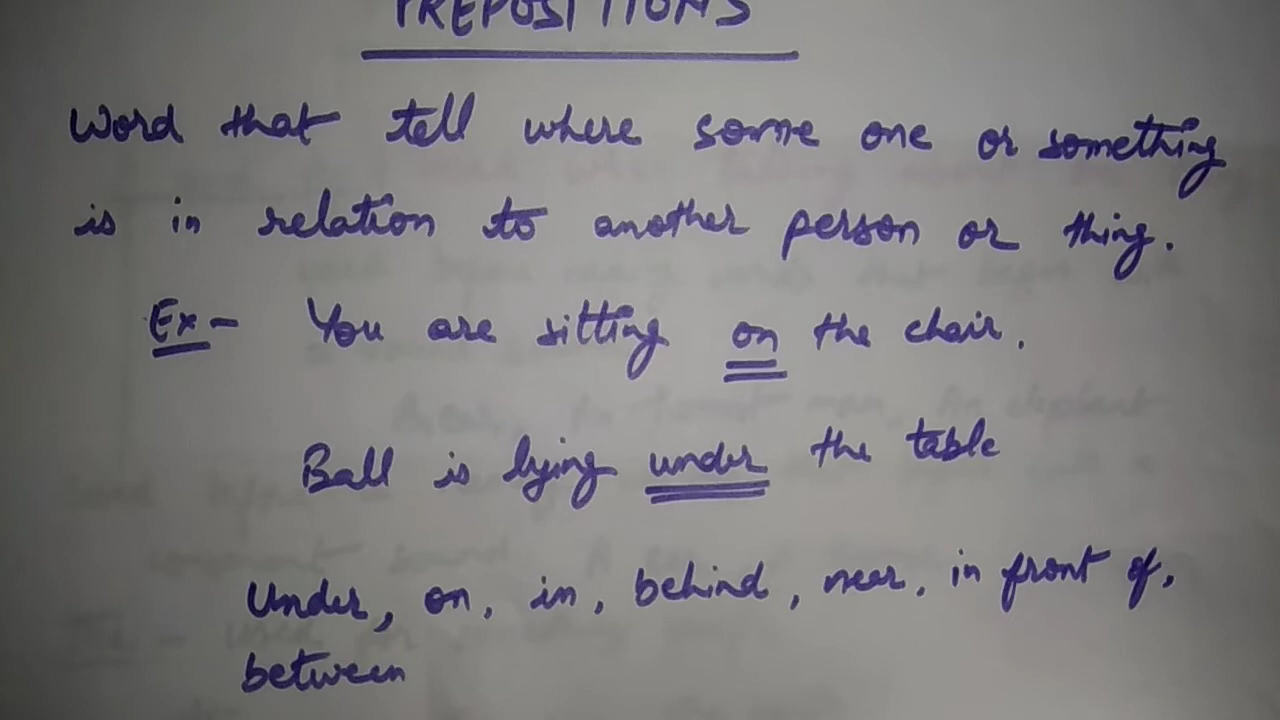 PREPOSITIONS
Word that tell where some one or something
is in relation to another person or thing.
Ex - You are sitting on the chair.
Ball is lying under the table
Under, on, in, behind, near, in front of,
between